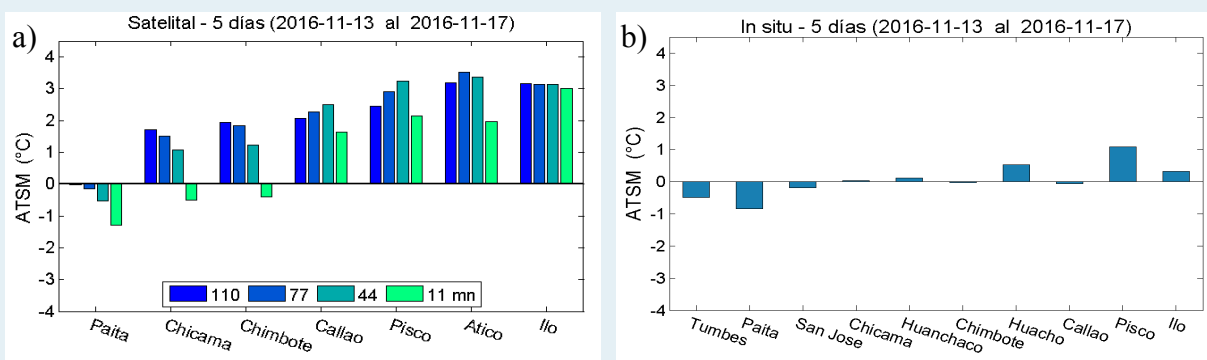 a)
Satelital - 5 días (2016-11-13 al 2016-11-17)
ATSM (°C)
4
3
2
1
0
-1
-2
-3
-4
110 77 44 11 mn
Paita Chicama Chimbote Callao Pisco Atico Ilo
b)
In situ - 5 días (2016-11-13 al 2016-11-17)
ATSM (°C)
4
3
2
1
0
-1
-2
-3
-4
Tumbes Paita San Jose Chicama Huanchaco Chimbote Huacho Callao Pisco Ilo